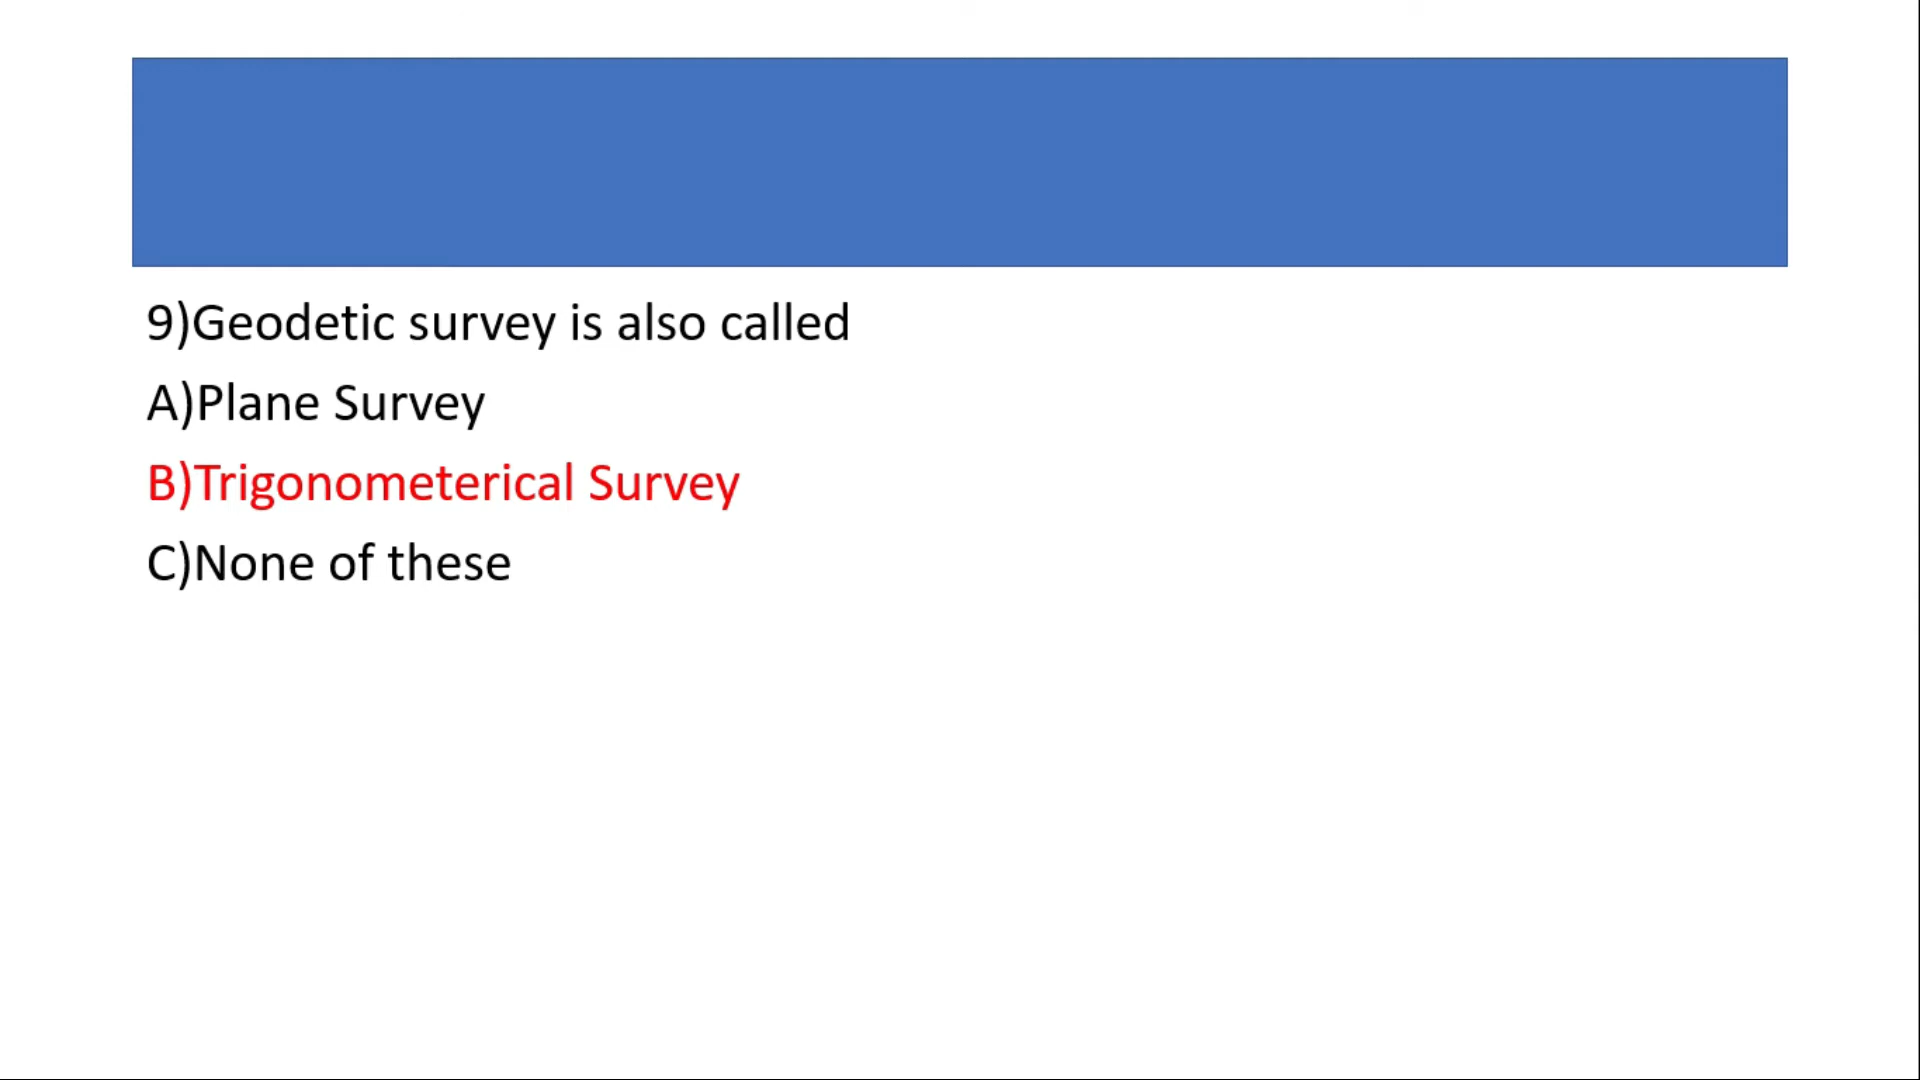 9)Geodetic survey is also called
A)Plane Survey
B)Trigonometerical Survey
C)None of these